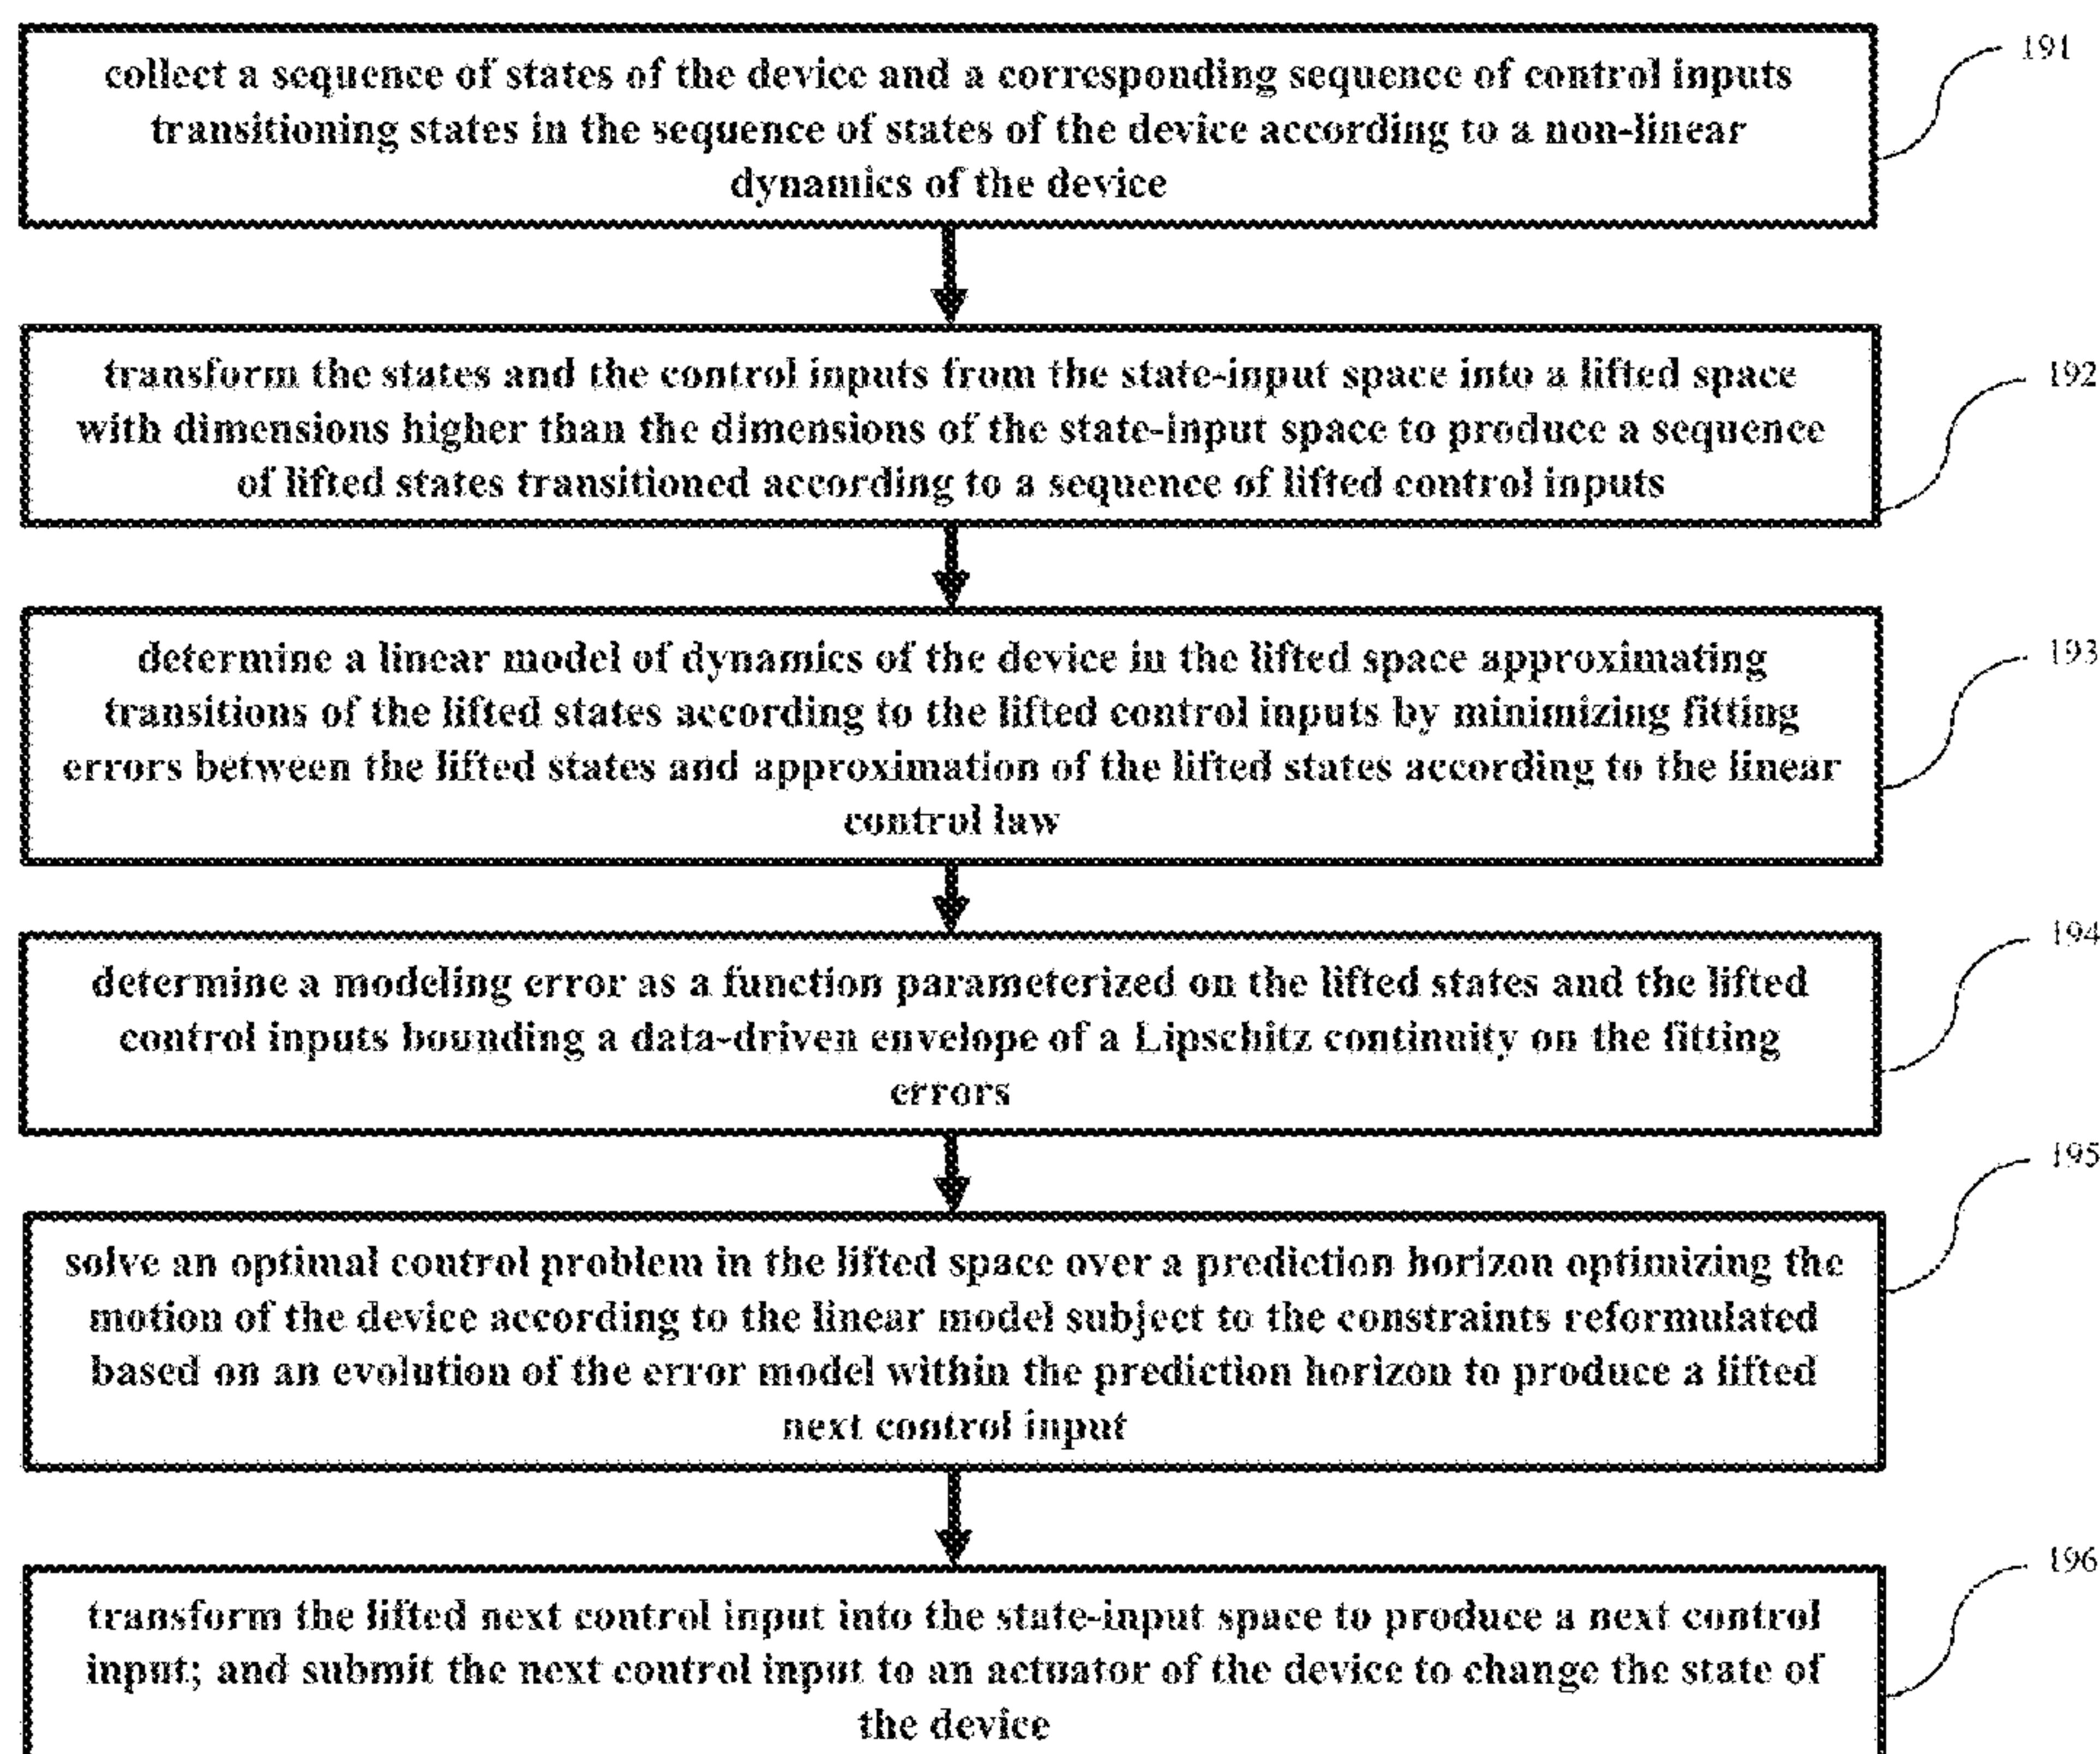 191
collect a sequence of states of the device and a corresponding sequence of control inputs
transitioning states in the sequence of states of the device according to a non-linear
dynamics of the device
192
transform the states and the control inputs from the state-input space into a lifted space
with dimensions higher than the dimensions of the state-input space to produce a sequence
of lifted states transitioned according to a sequence of lifted control inputs
193
determine a linear model of dynamics of the device in the lifted space approximating
transitions of the lifted states according to the lifted control inputs by minimizing fitting
errors between the lifted states and approximation of the lifted states according to the linear
control law
194
determine a modeling error as a function parameterized on the lifted states and the lifted
control inputs bounding a data-driven envelope of a Lipschitz continuity on the fitting
errors
195
solve an optimal control problem in the lifted space over a prediction horizon optimizing the
motion of the device according to the linear model subject to the constraints reformulated
based on an evolution of the error model within the prediction horizon to produce a lifted
next control input
196
transform the lifted next control input into the state-input space to produce a next control
input; and submit the next control input to an actuator of the device to change the state of
the device